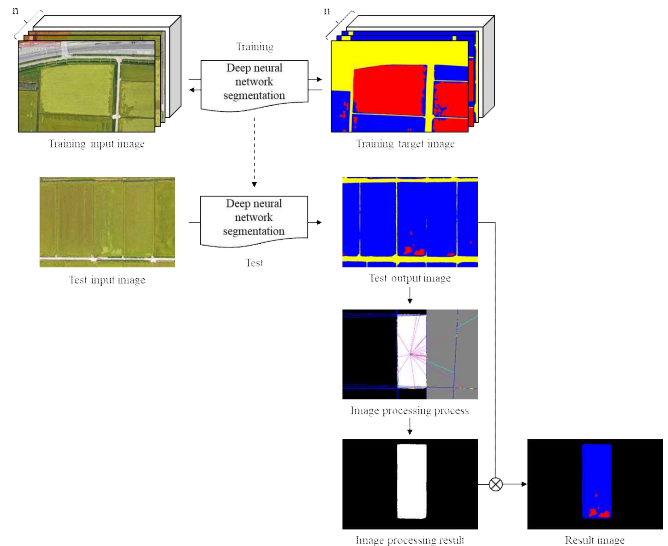 n
n
Training
Deep neural
network
segmentation
Training input image
Training target image
Deep neural
network
segmentation
Test input image
Test
Test output image
Image processing process
Image processing result
Result image